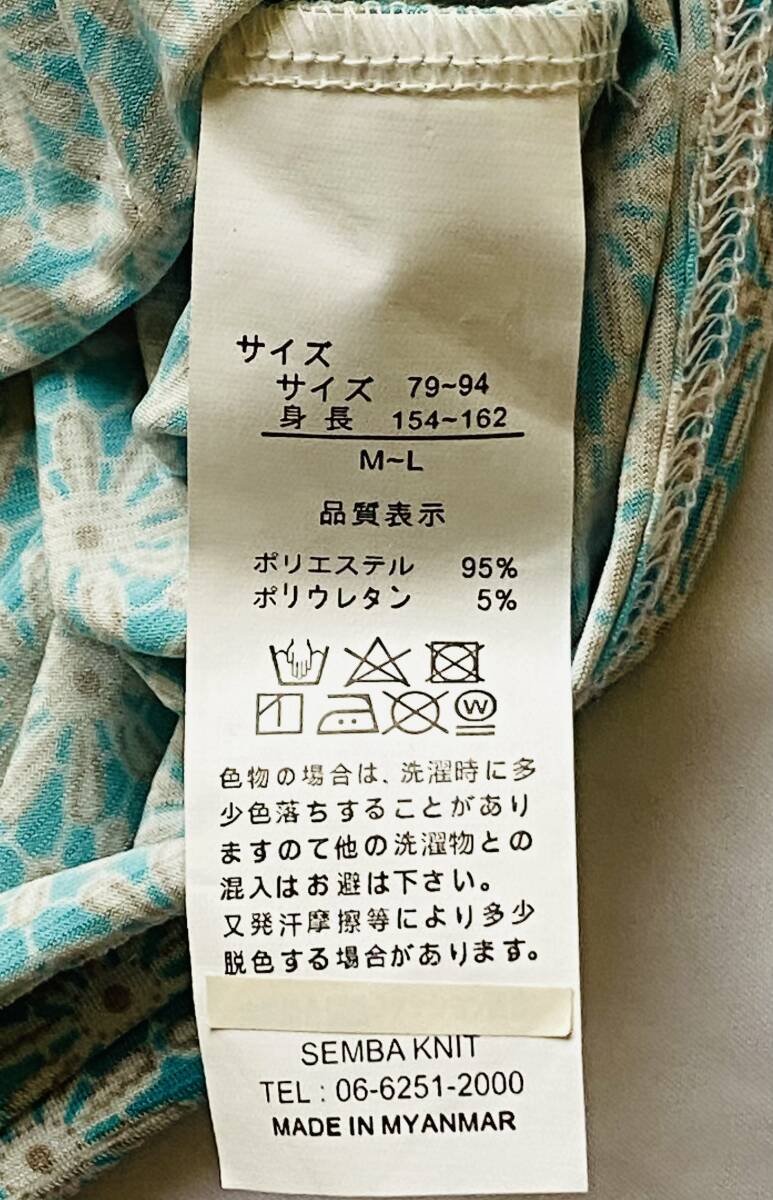 サイズ
サイズ 79~94
身長 154~162
M~L
品質表示
ポリエステル 95%
ポリウレタン 5%
W
色物の場合は、洗濯時に多
少色落ちすることがあり
ますので他の洗濯物との
混入はお避は下さい。
又発汗摩擦等により多少
脱色する場合があります。
SEMBA KNIT
TEL : 06-6251-2000
MADE IN MYANMAR